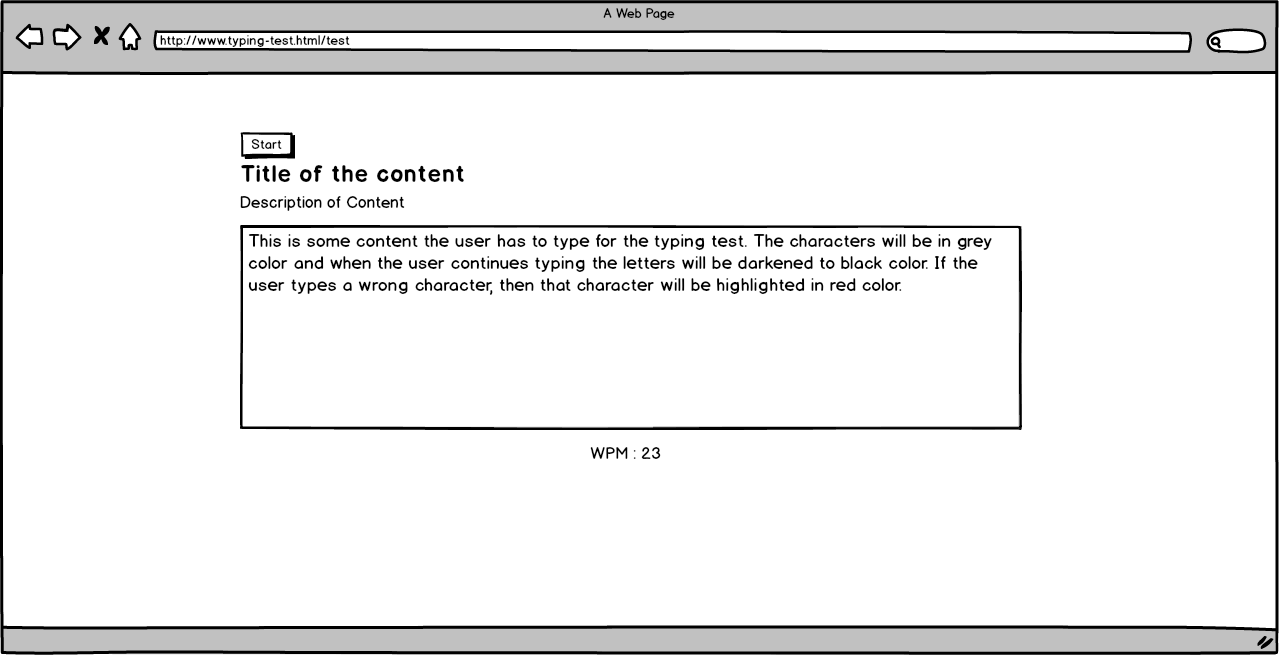 A Web Page
http://www.typing-test.html/test
Start
Title of the content
Description of Content
This is some content the user has to type for the typing test. The characters will be in grey
color and when the user continues typing the letters will be darkened to black color. If the
user types a wrong character, then that character will be highlighted in red color.
WPM : 23